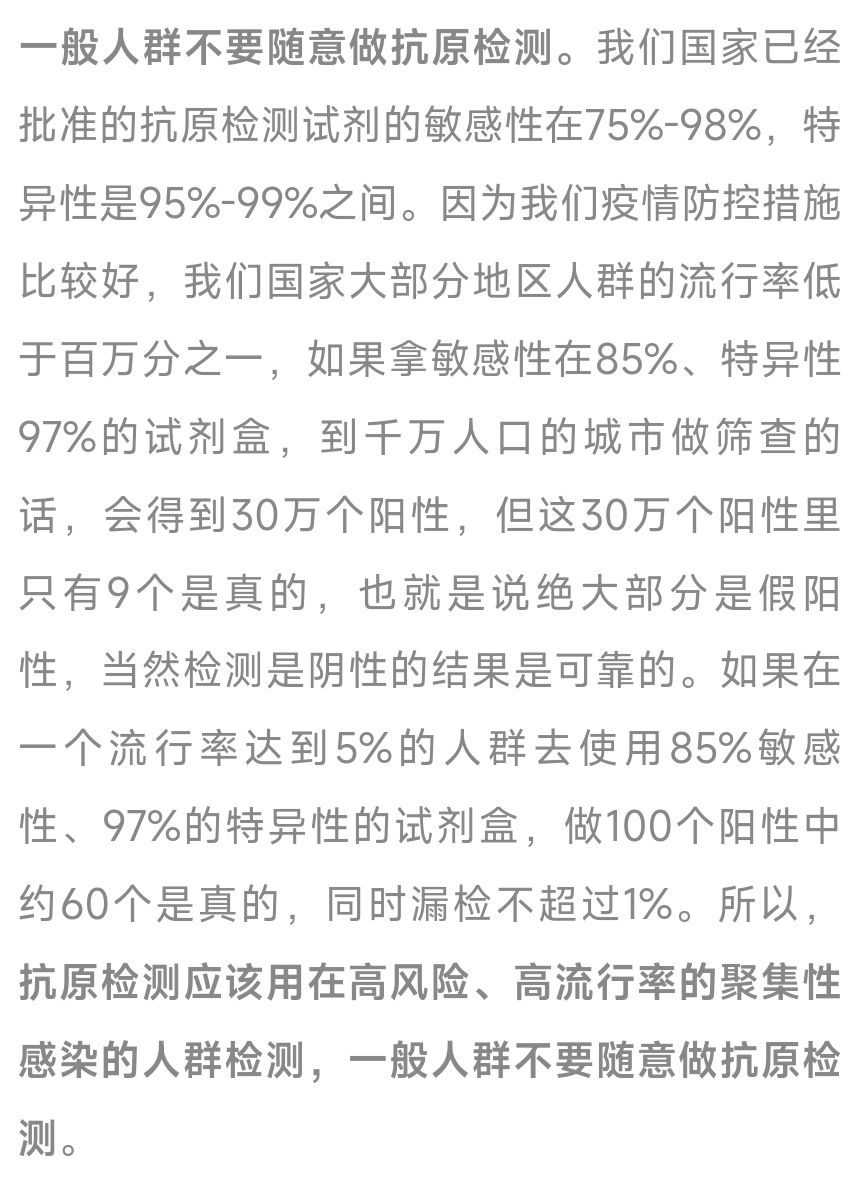 一般人群不要随意做抗原检测。我们国家已经
批准的抗原检测试剂的敏感性在75%-98%，特
异性是95%-99%之间。因为我们疫情防控措施
比较好，我们国家大部分地区人群的流行率低
于百万分之一，如果拿敏感性在85%、特异性
97%的试剂盒，到千万人口的城市做筛查的
话，会得到30万个阳性，但这30万个阳性里
只有9个是真的，也就是说绝大部分是假阳
性，当然检测是阴性的结果是可靠的。如果在
一个流行率达到5%的人群去使用85%敏感
性、97%的特异性的试剂盒，做100个阳性中
约60个是真的，同时漏检不超过1%。所以，
抗原检测应该用在高风险、高流行率的聚集性
感染的人群检测，一般人群不要随意做抗原检
测。